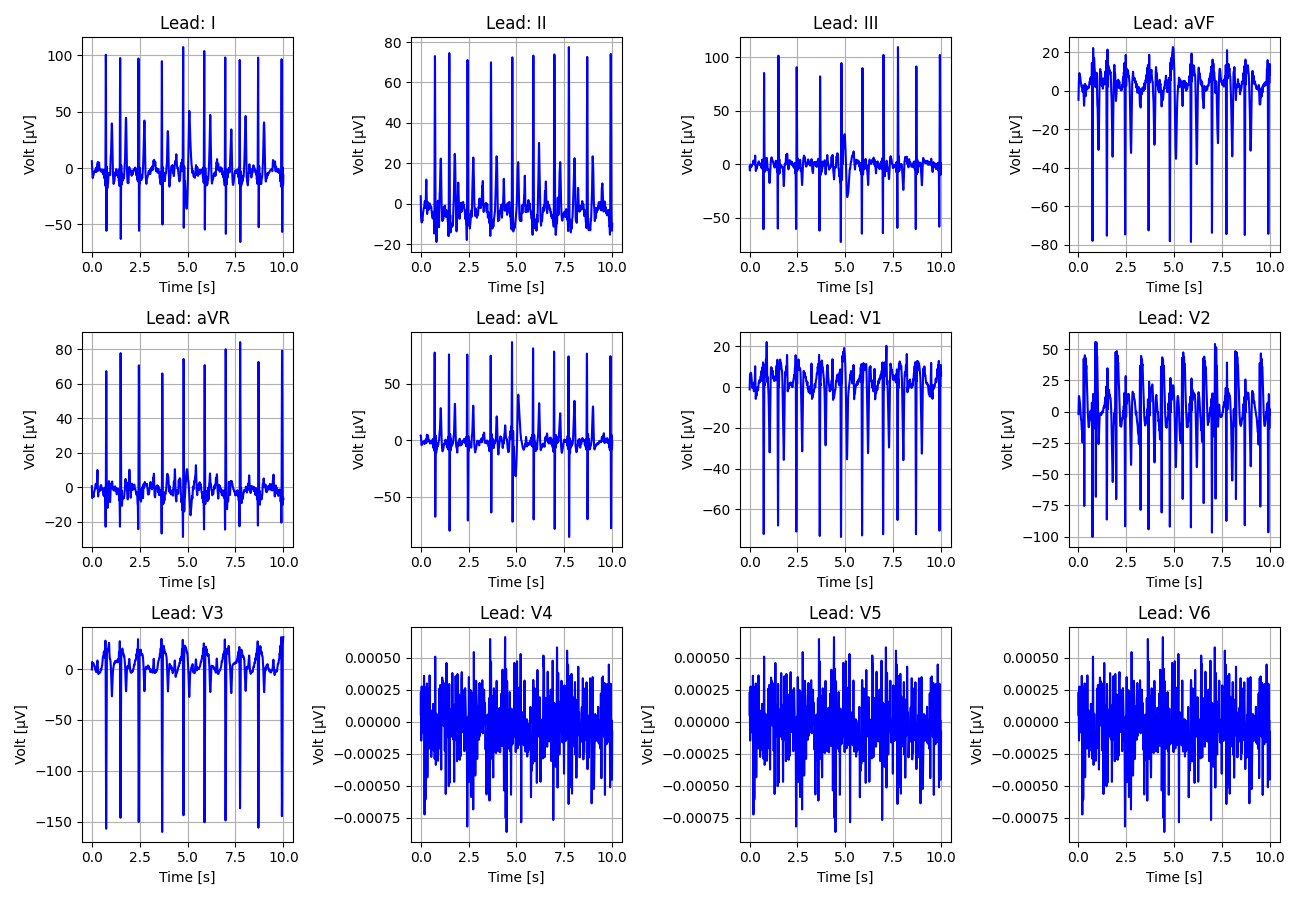 Lead: I
Volt [µV]
100
50
0
−50
0.0 2.5 5.0 7.5 10.0
Time [s]
Lead: II
Volt [µV]
80
60
40
20
0
−20
0.0 2.5 5.0 7.5 10.0
Time [s]
Lead: III
Volt [µV]
100
50
0
−50
0.0 2.5 5.0 7.5 10.0
Time [s]
Lead: aVF
Volt [µV]
20
0
−20
−40
−60
−80
0.0 2.5 5.0 7.5 10.0
Time [s]
Lead: aVR
Volt [µV]
80
60
40
20
0
−20
0.0 2.5 5.0 7.5 10.0
Time [s]
Lead: aVL
Volt [µV]
50
0
−50
0.0 2.5 5.0 7.5 10.0
Time [s]
Lead: V1
Volt [µV]
20
0
−20
−40
−60
0.0 2.5 5.0 7.5 10.0
Time [s]
Lead: V2
Volt [µV]
50
25
0
−25
−50
−75
−100
0.0 2.5 5.0 7.5 10.0
Time [s]
Lead: V3
Volt [µV]
0
−50
−100
−150
0.0 2.5 5.0 7.5 10.0
Time [s]
Lead: V4
Volt [µV]
0.00050
0.00025
0.00000
−0.00025
−0.00050
−0.00075
0.0 2.5 5.0 7.5 10.0
Time [s]
Lead: V5
Volt [µV]
0.00050
0.00025
0.00000
−0.00025
−0.00050
−0.00075
0.0 2.5 5.0 7.5 10.0
Time [s]
Lead: V6
Volt [µV]
0.00050
0.00025
0.00000
−0.00025
−0.00050
−0.00075
0.0 2.5 5.0 7.5 10.0
Time [s]